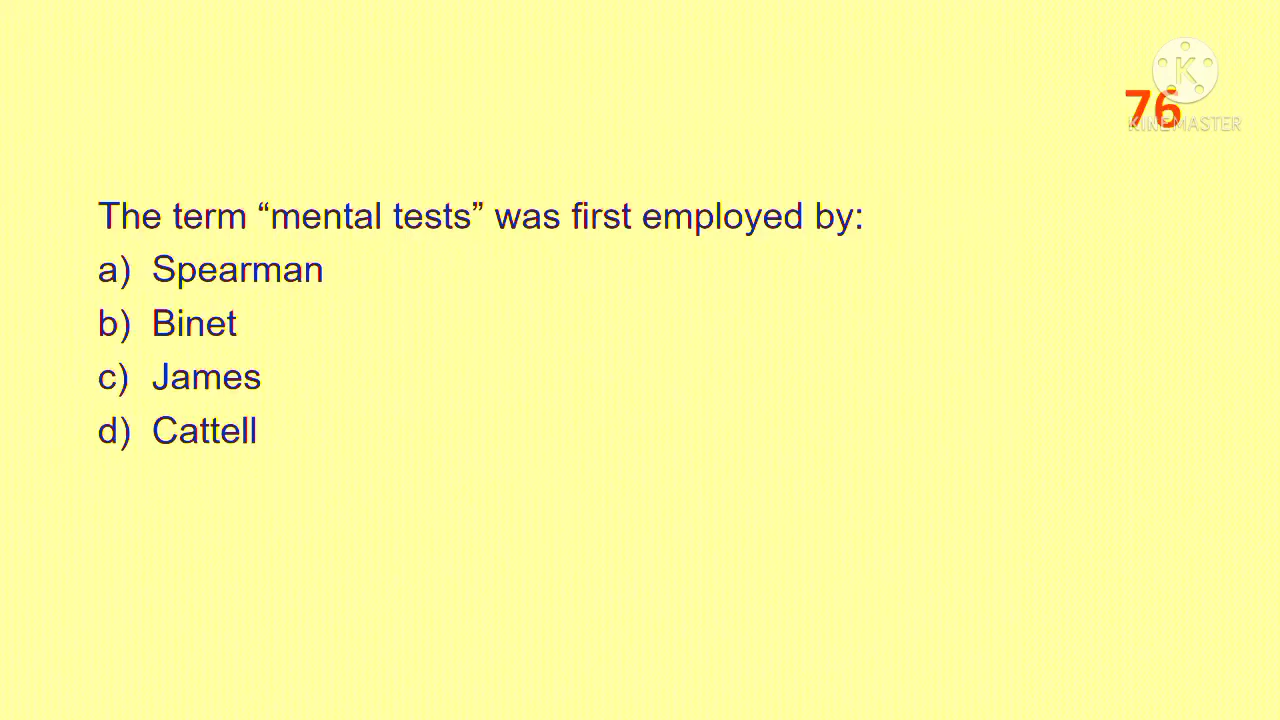 K
76
KINEMASTER
The term “mental tests” was first employed by:
a) Spearman
b) Binet
c) James
d) Cattell